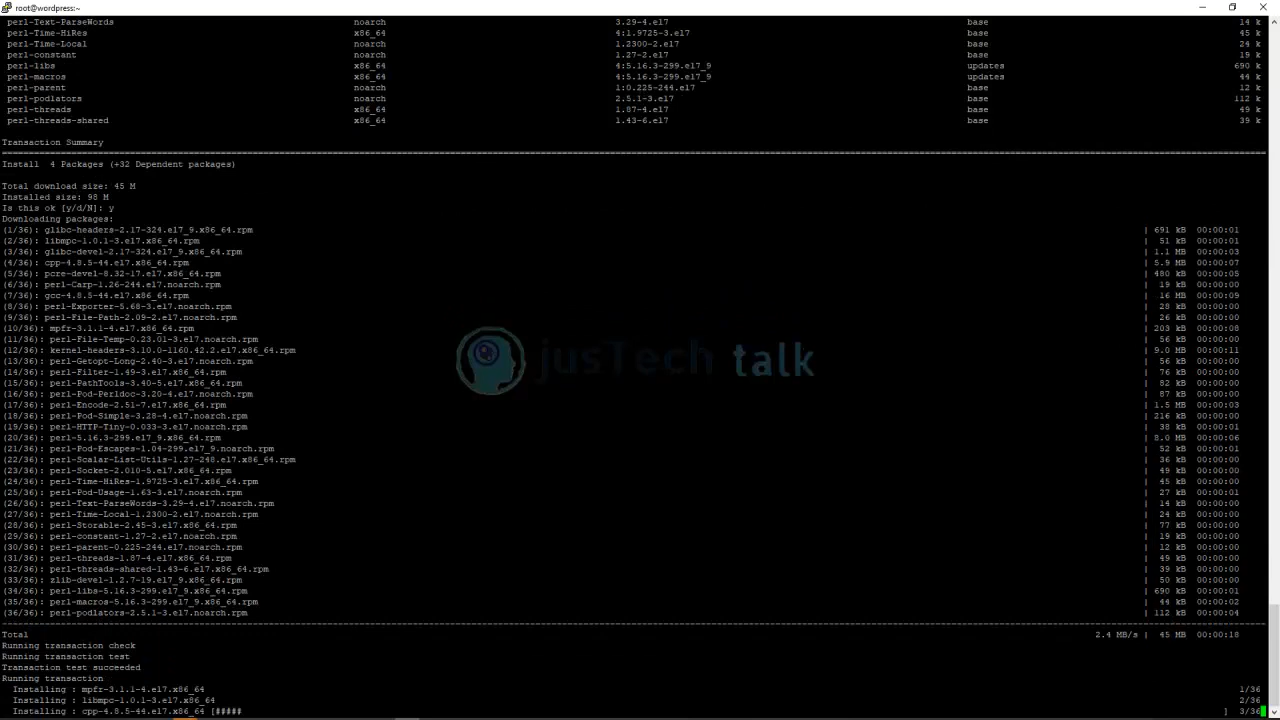 root@wordpress:~
perl-Text-ParseWords noarch 3.29-4.el7 base 14 k
perl-Time-HiRes x86_64 4:1.9725-3.el7 base 45 k
perl-Time-Local noarch 1.2300-2.el7 base 24 k
perl-constant noarch 1.27-2.el7 base 19 k
perl-libs x86_64 4:5.16.3-299.el7_9 updates 690 k
perl-macros x86_64 4:5.16.3-299.el7_9 updates 44 k
perl-parent noarch 1:0.225-244.el7 base 12 k
perl-podlators noarch 2.5.1-3.el7 base 112 k
perl-threads x86_64 1.87-4.el7 base 49 k
perl-threads-shared x86_64 1.43-6.el7 base 39 k
Transaction Summary
Install 4 Packages (+32 Dependent packages)
Total download size: 45 M
Installed size: 98 M
Is this ok [y/d/N]: y
Downloading packages:
(1/36): glibc-headers-2.17-324.el7_9.x86_64.rpm | 691 kB 00:00:01
(2/36): libmpc-1.0.1-3.el7.x86_64.rpm | 51 kB 00:00:01
(3/36): glibc-devel-2.17-324.el7_9.x86_64.rpm | 1.1 MB 00:00:03
(4/36): cpp-4.8.5-44.el7.x86_64.rpm | 5.9 MB 00:00:07
(5/36): pcre-devel-8.32-17.el7.x86_64.rpm | 480 kB 00:00:05
(6/36): perl-Carp-1.26-244.el7.noarch.rpm | 19 kB 00:00:00
(7/36): gcc-4.8.5-44.el7.x86_64.rpm | 16 MB 00:00:09
(8/36): perl-Exporter-5.68-3.el7.noarch.rpm | 28 kB 00:00:00
(9/36): perl-File-Path-2.09-2.el7.noarch.rpm | 26 kB 00:00:00
(10/36): mpfr-3.1.1-4.el7.x86_64.rpm | 203 kB 00:00:08
(11/36): perl-File-Temp-0.23.01-3.el7.noarch.rpm | 56 kB 00:00:00
(12/36): kernel-headers-3.10.0-1160.42.2.el7.x86_64.rpm | 9.0 MB 00:00:11
(13/36): perl-Getopt-Long-2.40-3.el7.noarch.rpm | 56 kB 00:00:00
(14/36): perl-Filter-1.49-3.el7.x86_64.rpm | 76 kB 00:00:00
(15/36): perl-PathTools-3.40-5.el7.x86_64.rpm | 82 kB 00:00:00
(16/36): perl-Pod-Perldoc-3.20-4.el7.noarch.rpm | 87 kB 00:00:00
(17/36): perl-Encode-2.51-7.el7.x86_64.rpm | 1.5 MB 00:00:03
(18/36): perl-Pod-Simple-3.28-4.el7.noarch.rpm | 216 kB 00:00:00
(19/36): perl-HTTP-Tiny-0.033-3.el7.noarch.rpm | 38 kB 00:00:01
(20/36): perl-5.16.3-299.el7_9.x86_64.rpm | 8.0 MB 00:00:06
(21/36): perl-Pod-Escapes-1.04-299.el7_9.noarch.rpm | 52 kB 00:00:01
(22/36): perl-Scalar-List-Utils-1.27-248.el7.x86_64.rpm | 36 kB 00:00:00
(23/36): perl-Socket-2.010-5.el7.x86_64.rpm | 49 kB 00:00:00
(24/36): perl-Time-HiRes-1.9725-3.el7.x86_64.rpm | 45 kB 00:00:00
(25/36): perl-Pod-Usage-1.63-3.el7.noarch.rpm | 27 kB 00:00:01
(26/36): perl-Text-ParseWords-3.29-4.el7.noarch.rpm | 14 kB 00:00:00
(27/36): perl-Time-Local-1.2300-2.el7.noarch.rpm | 24 kB 00:00:00
(28/36): perl-Storable-2.45-3.el7.x86_64.rpm | 77 kB 00:00:00
(29/36): perl-constant-1.27-2.el7.noarch.rpm | 19 kB 00:00:00
(30/36): perl-parent-0.225-244.el7.noarch.rpm | 12 kB 00:00:00
(31/36): perl-threads-1.87-4.el7.x86_64.rpm | 49 kB 00:00:00
(32/36): perl-threads-shared-1.43-6.el7.x86_64.rpm | 39 kB 00:00:00
(33/36): zlib-devel-1.2.7-19.el7_9.x86_64.rpm | 50 kB 00:00:00
(34/36): perl-libs-5.16.3-299.el7_9.x86_64.rpm | 690 kB 00:00:01
(35/36): perl-macros-5.16.3-299.el7_9.x86_64.rpm | 44 kB 00:00:02
(36/36): perl-podlators-2.5.1-3.el7.noarch.rpm | 112 kB 00:00:04
jusTech talk
Total 2.4 MB/s | 45 MB 00:00:18
Running transaction check
Running transaction test
Transaction test succeeded
Running transaction
Installing : mpfr-3.1.1-4.el7.x86_64 1/36
Installing : libmpc-1.0.1-3.el7.x86_64 2/36
Installing : cpp-4.8.5-44.el7.x86_64 [##### ] 3/36